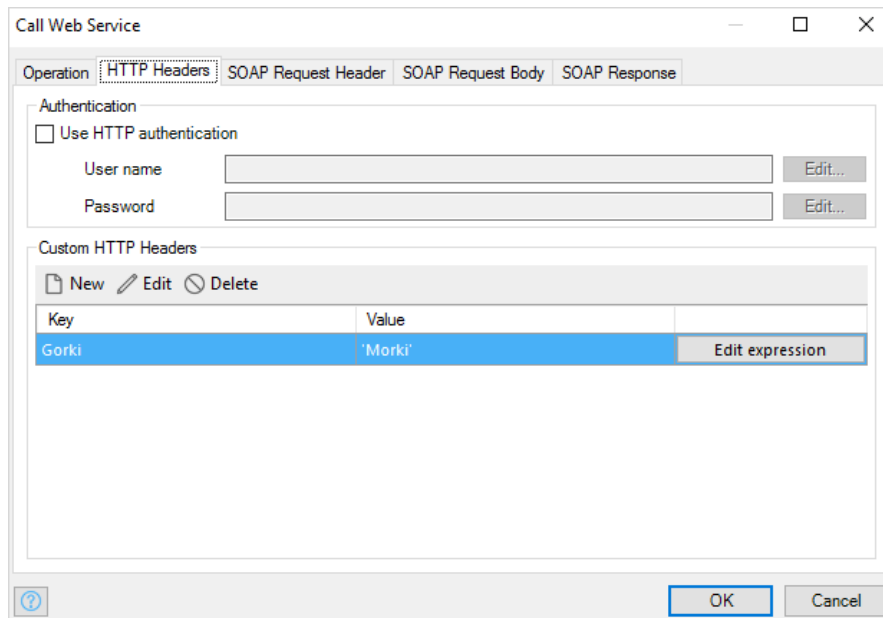 Call Web Service
Operation HTTP Headers SOAP Request Header SOAP Request Body SOAP Response
Authentication
Use HTTP authentication
User name Edit...
Password Edit...
Custom HTTP Headers
New Edit Delete
Key Value
Gorki 'Morki' Edit expression
? OK Cancel